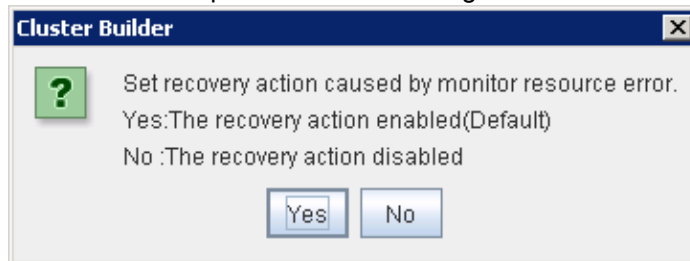 Cluster Builder
Set recovery action caused by monitor resource error.
Yes:The recovery action enabled(Default)
No :The recovery action disabled
Yes No